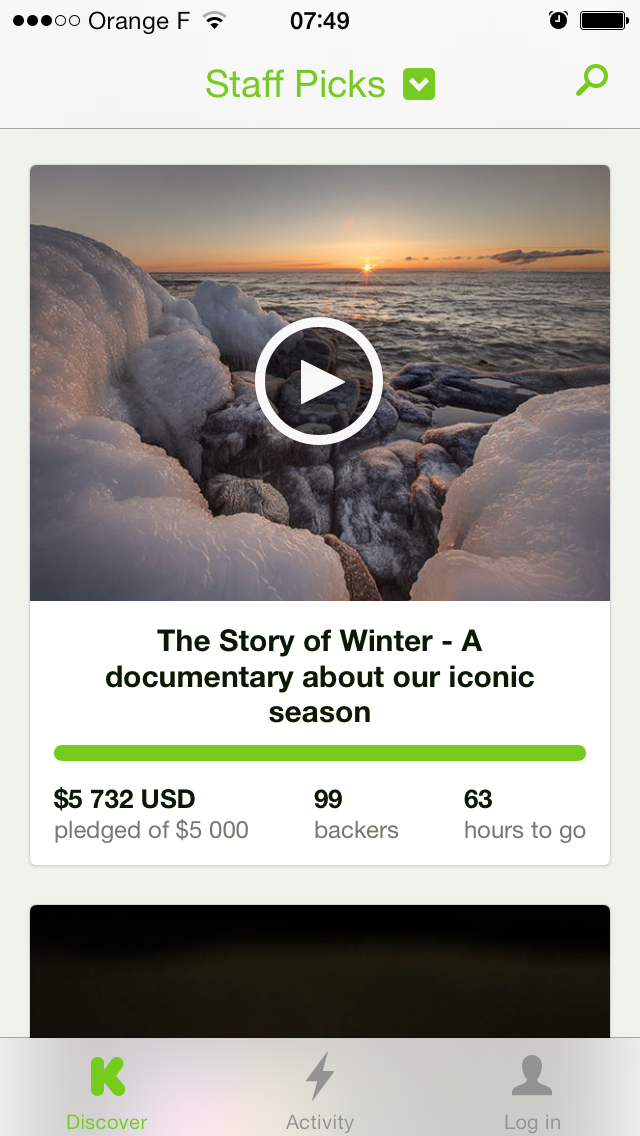 Orange F 07:49
Staff Picks
The Story of Winter - A
documentary about our iconic
season
$5 732 USD 99 63
pledged of $5 000 backers hours to go
Discover Activity Log in